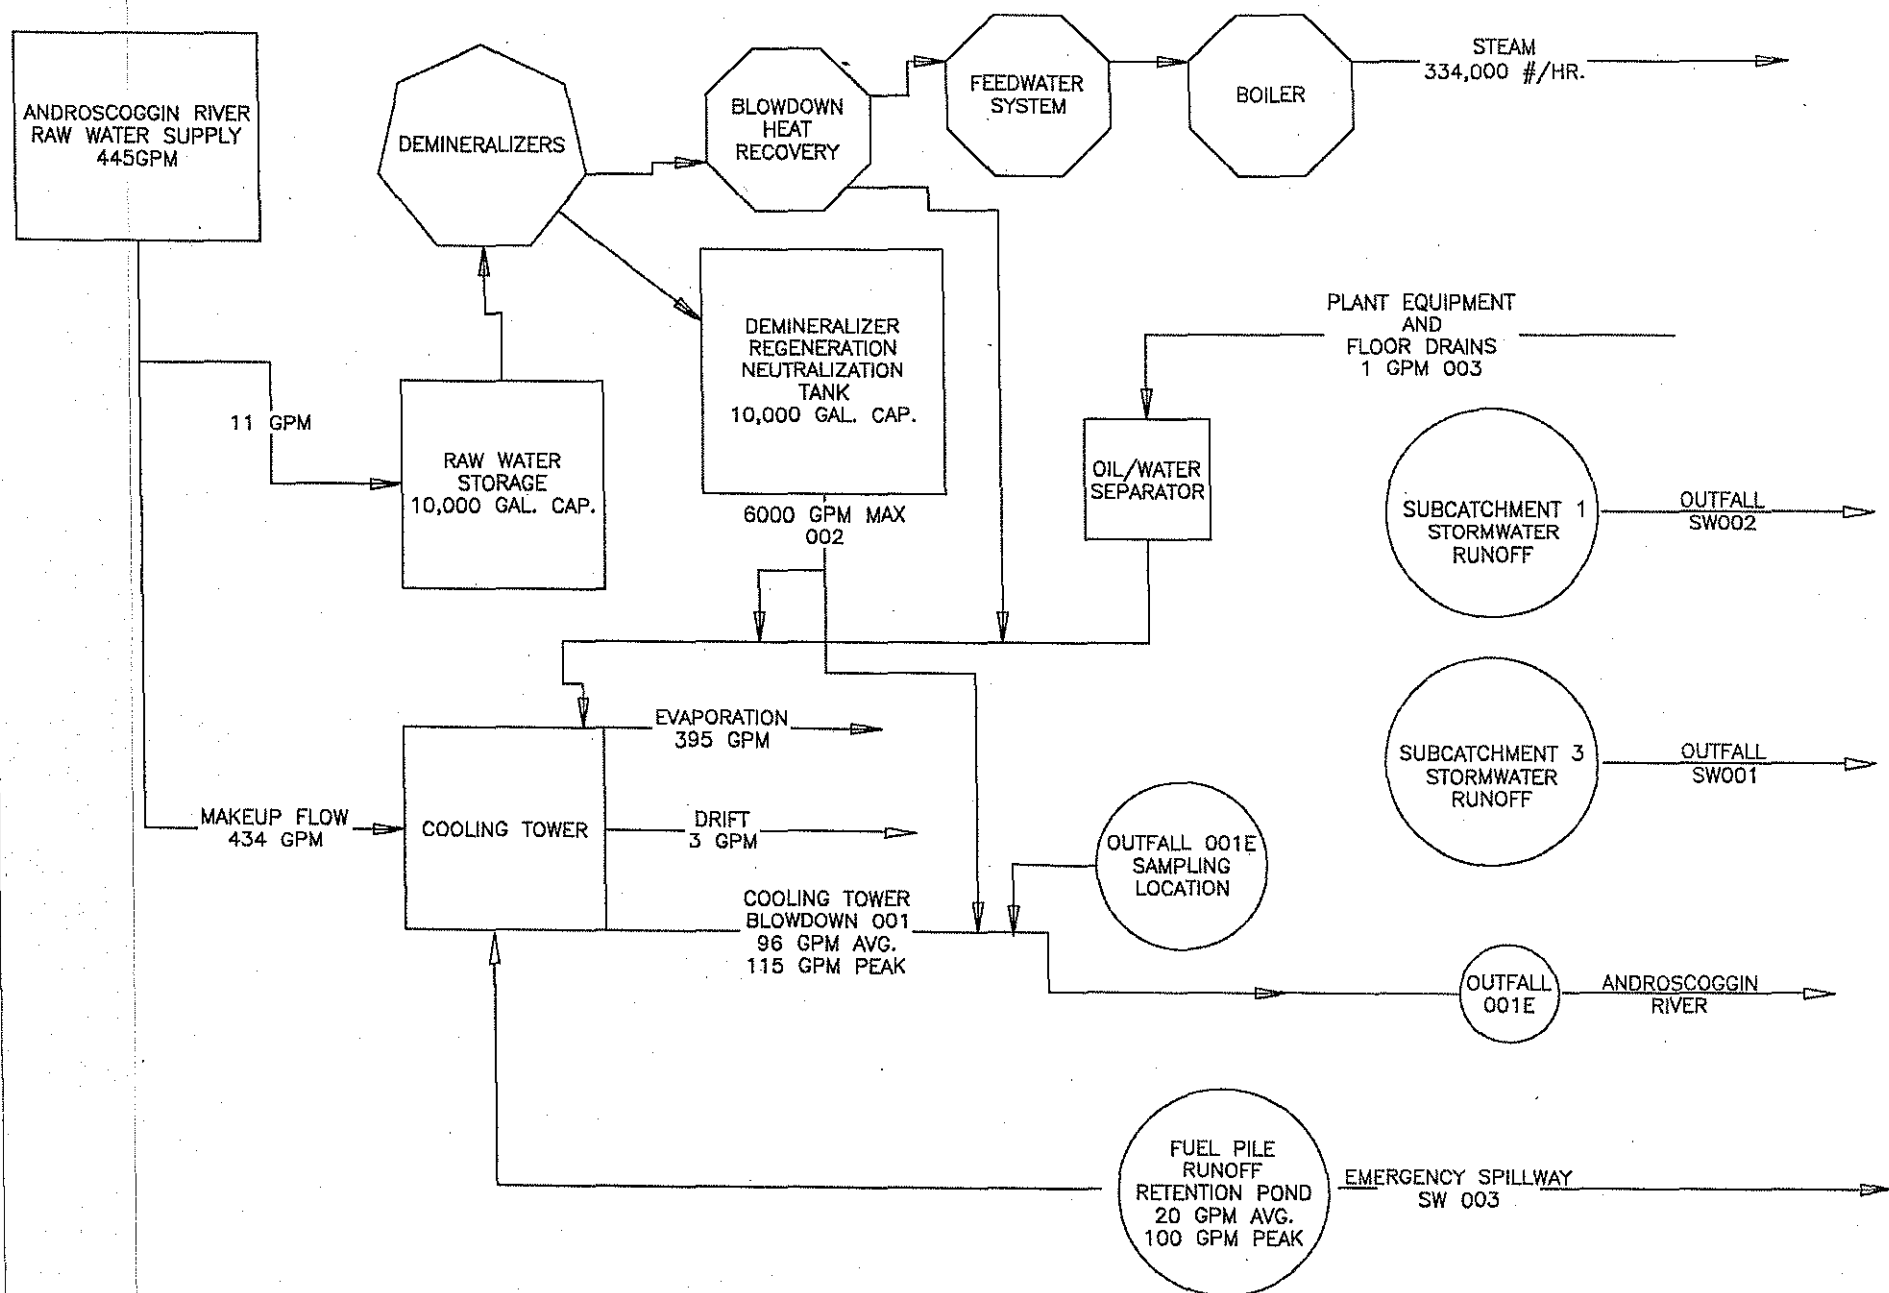 ANDROSCOGGIN RIVER
RAW WATER SUPPLY
445GPM
DEMINERALIZERS
BLOWDOWN
HEAT
RECOVERY
FEEDWATER
SYSTEM
BOILER
STEAM
334,000 #/HR.
11 GPM
RAW WATER
STORAGE
10,000 GAL. CAP.
DEMINERALIZER
REGENERATION
NEUTRALIZATION
TANK
10,000 GAL. CAP.
6000 GPM MAX
002
PLANT EQUIPMENT
AND
FLOOR DRAINS
1 GPM 003
OIL/WATER
SEPARATOR
SUBCATCHMENT 1
STORMWATER
RUNOFF
OUTFALL
SW002
SUBCATCHMENT 3
STORMWATER
RUNOFF
OUTFALL
SW001
MAKEUP FLOW
434 GPM
COOLING TOWER
EVAPORATION
395 GPM
DRIFT
3 GPM
COOLING TOWER
BLOWDOWN 001
96 GPM AVG.
115 GPM PEAK
OUTFALL 001E
SAMPLING
LOCATION
OUTFALL
001E
ANDROSCOGGIN
RIVER
FUEL PILE
RUNOFF
RETENTION POND
20 GPM AVG.
100 GPM PEAK
EMERGENCY SPILLWAY
SW 003